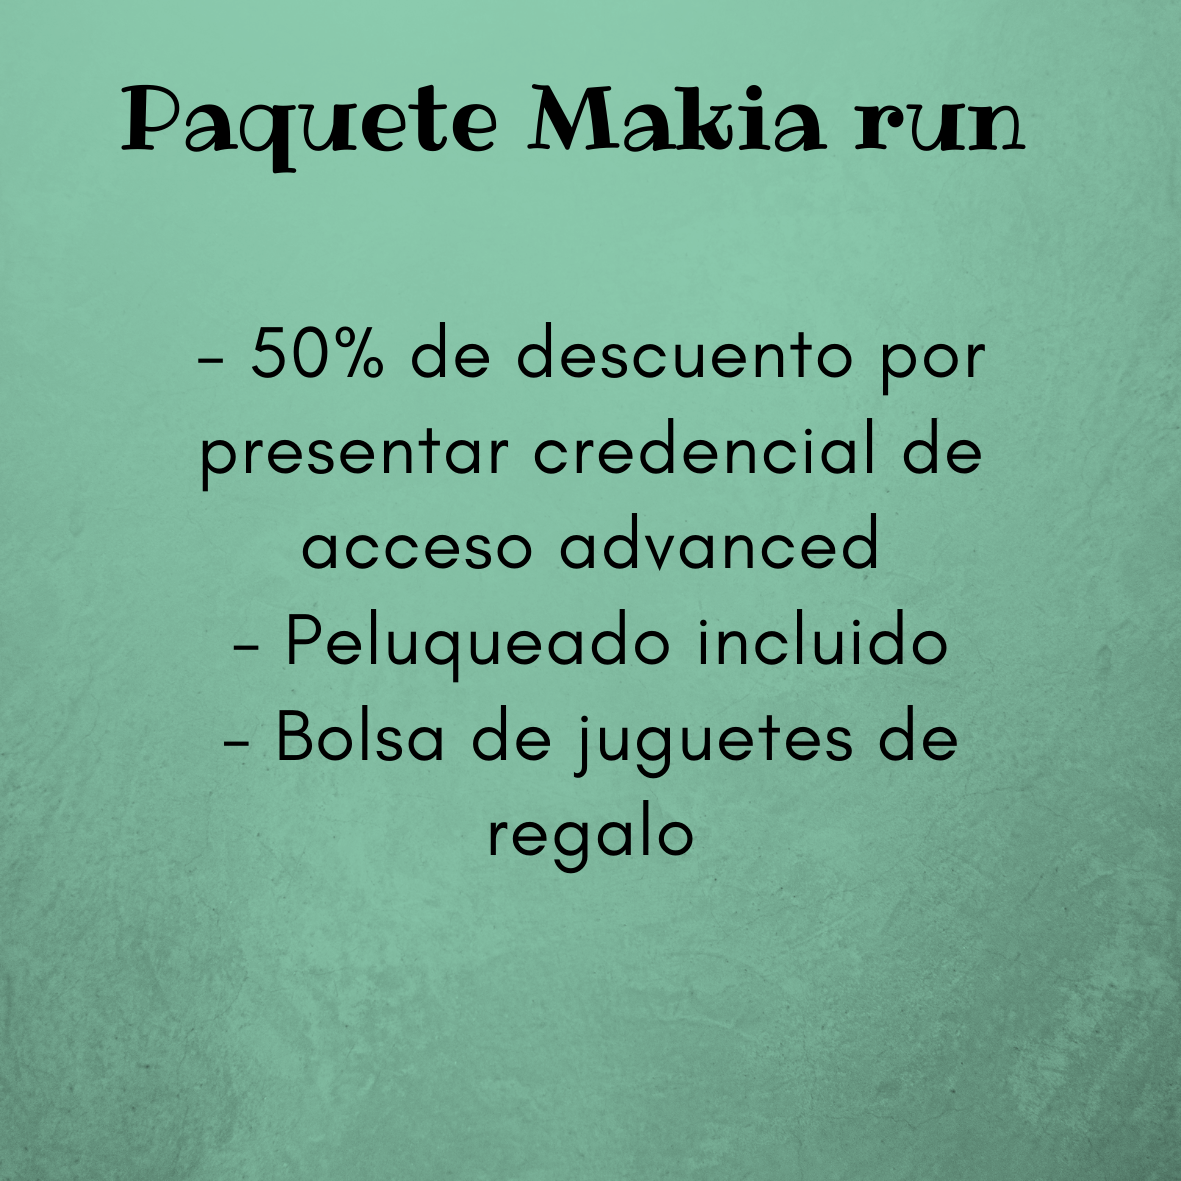 Paquete Makia run
- 50% de descuento por
presentar credencial de
acceso advanced
- Peluqueado incluido
- Bolsa de juguetes de
regalo